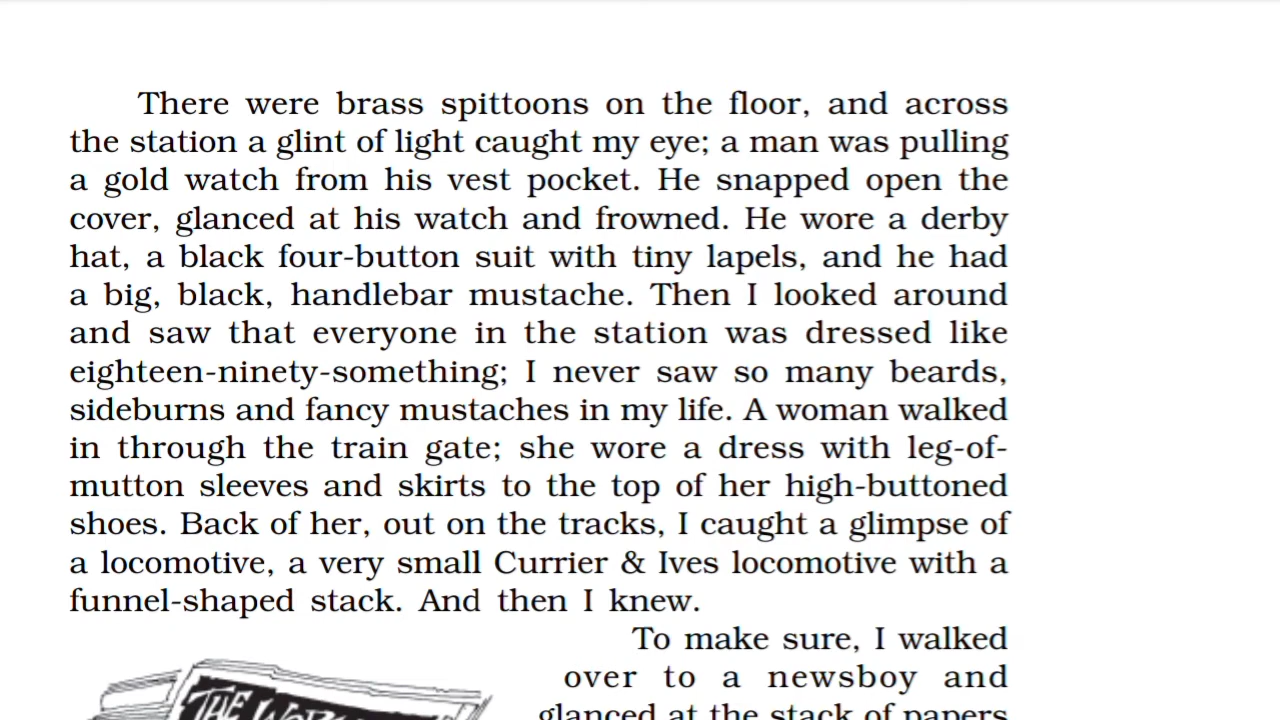 There were brass spittoons on the floor, and across
the station a glint of light caught my eye; a man was pulling
a gold watch from his vest pocket. He snapped open the
cover, glanced at his watch and frowned. He wore a derby
hat, a black four-button suit with tiny lapels, and he had
a big, black, handlebar mustache. Then I looked around
and saw that everyone in the station was dressed like
eighteen-ninety-something; I never saw so many beards,
sideburns and fancy mustaches in my life. A woman walked
in through the train gate; she wore a dress with leg-of-
mutton sleeves and skirts to the top of her high-buttoned
shoes. Back of her, out on the tracks, I caught a glimpse of
a locomotive, a very small Currier & Ives locomotive with a
funnel-shaped stack. And then I knew.
To make sure, I walked
over to a newsboy and
glanced at the stack of papers
THE